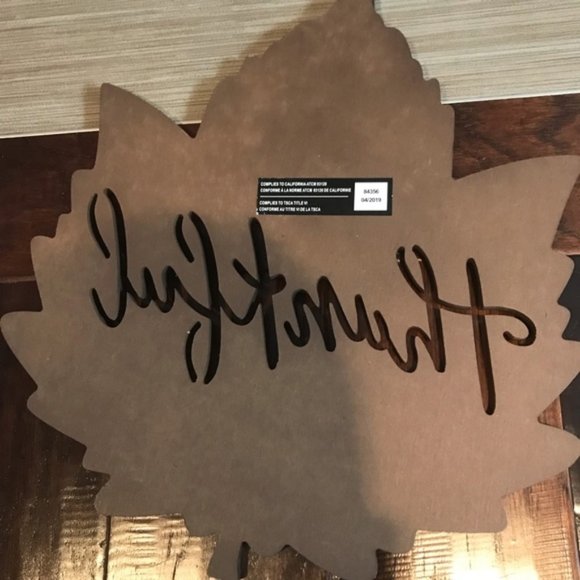 COMPLIES TO CALIFORNIA ATCM 93120
CONFORME À LA NORME ATCM 93120 DE CALIFORNIE
COMPLIES TO TSCA TITLE VI
CONFORME AU TITRE VI DE LA TSCA
84356
04/2019
thankful